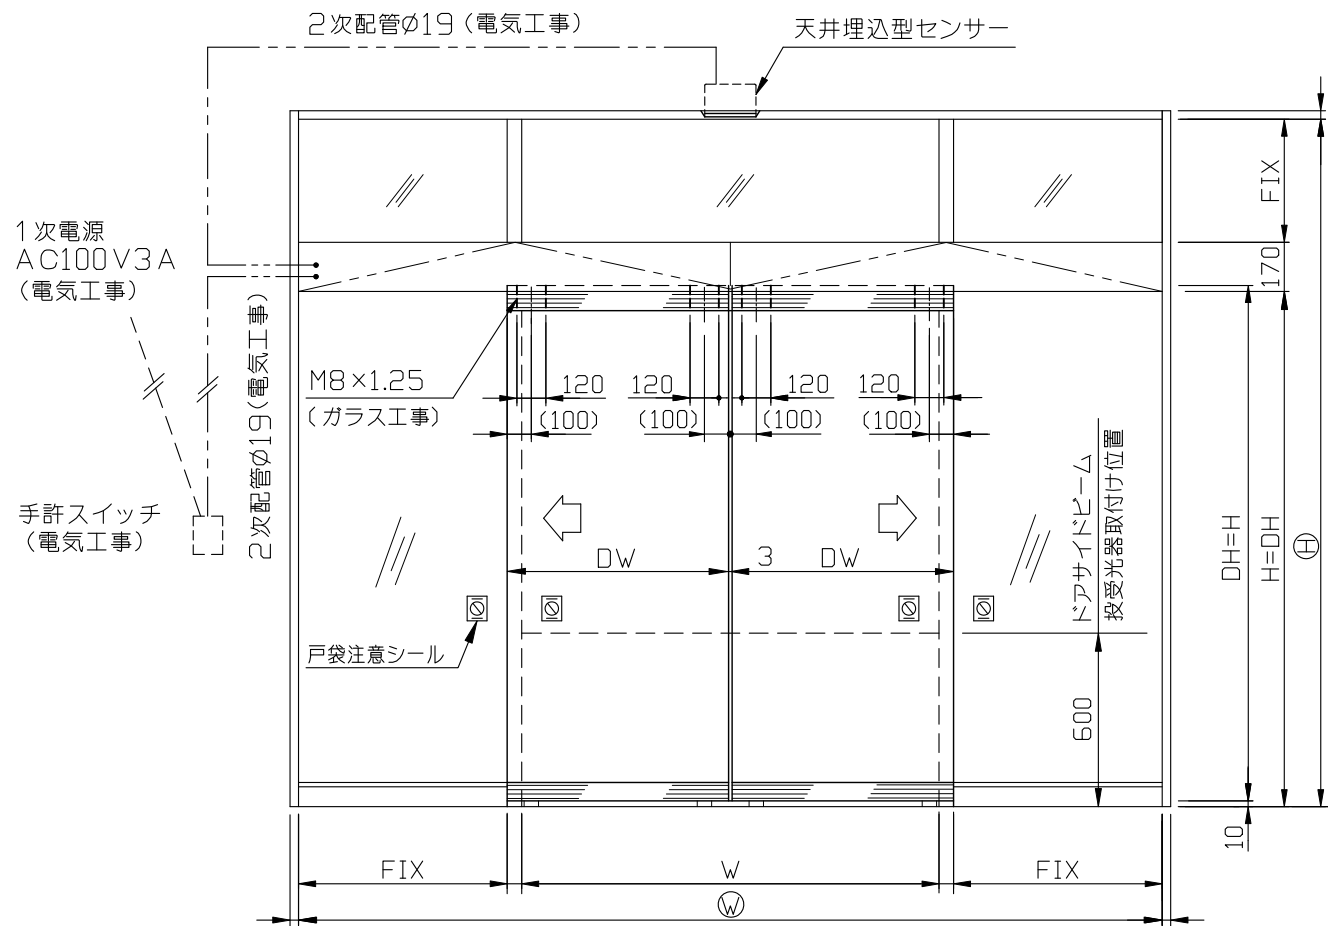 2次配管Ø19(電気工事)
天井埋込型センサー
1次電源
AC100V3A
(電気工事)
2次配管Ø19(電気工事)
手許スイッチ
(電気工事)
M8×1.25
(ガラス工事)
120
120
120
120
(100)
(100)
(100)
(100)
FIX
170
DH=H
H=DH
Ⓗ
ドアサイドビーム
投受光器取付け位置
DW
3
DW
戸袋注意シール
600
10
FIX
W
FIX
Ⓦ